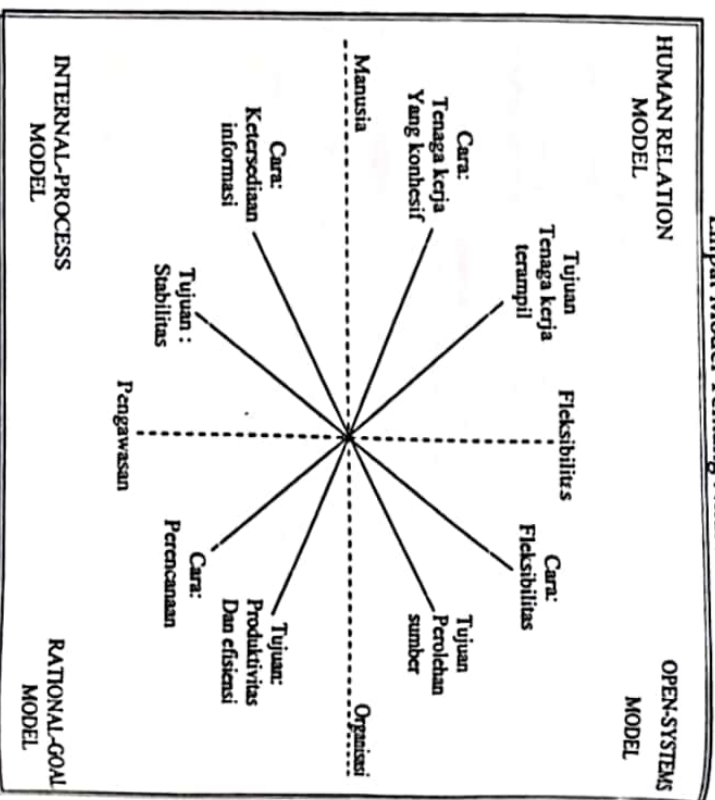 HUMAN RELATION
MODEL
OPEN-SYSTEMS
MODEL
Fleksibilitas
Tujuan
Tenaga kerja
terampil
Cara:
Fleksibilitas
Cara:
Tenaga kerja
Yang konhesif
Tujuan
Perolehan
sumber
Manusia
Organisasi
Cara:
Ketersediaan
informasi
Tujuan:
Produktivitas
Dan efisiensi
Tujuan :
Stabilitas
Cara:
Perencanaan
Pengawasan
INTERNAL-PROCESS
MODEL
RATIONAL-GOAL
MODEL